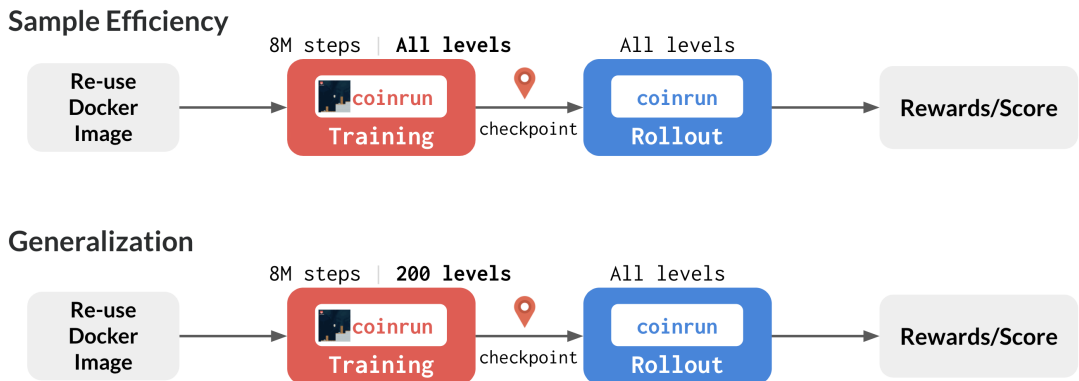 Sample Efficiency
8M steps | All levels
All levels
Re-use
Docker
Image
coinrun
Training
checkpoint
coinrun
Rollout
Rewards/Score
Generalization
8M steps | 200 levels
All levels
Re-use
Docker
Image
coinrun
Training
checkpoint
coinrun
Rollout
Rewards/Score